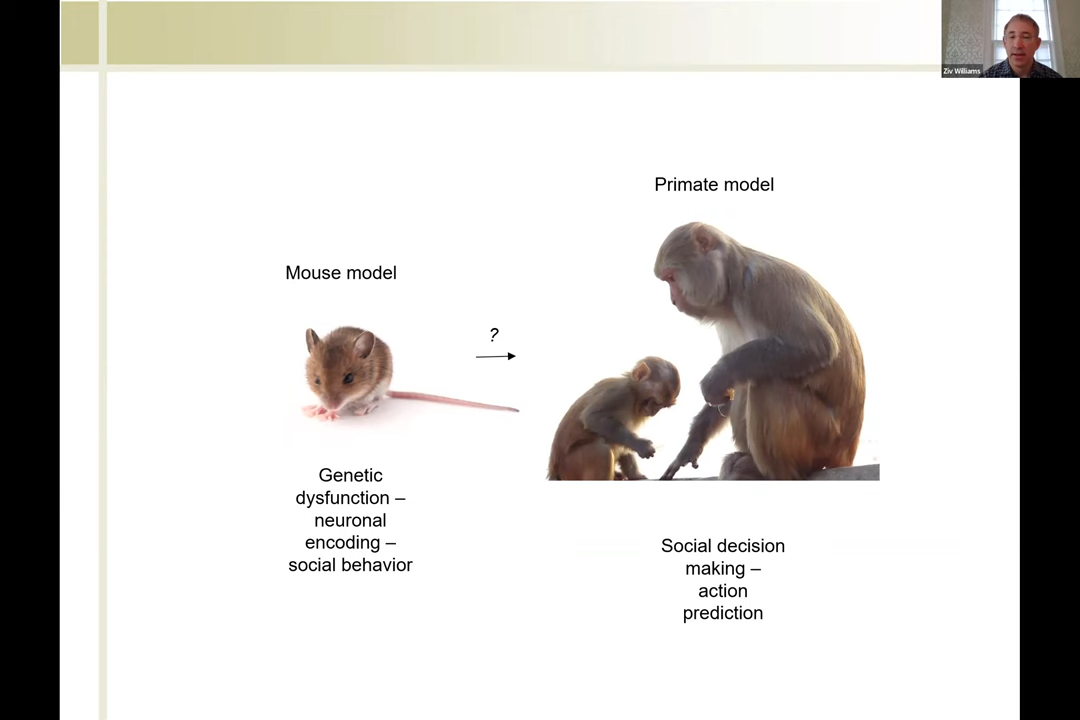 Ziv Williams
Primate model
Mouse model
?
Genetic
dysfunction –
neuronal
encoding –
social behavior
Social decision
making –
action
prediction